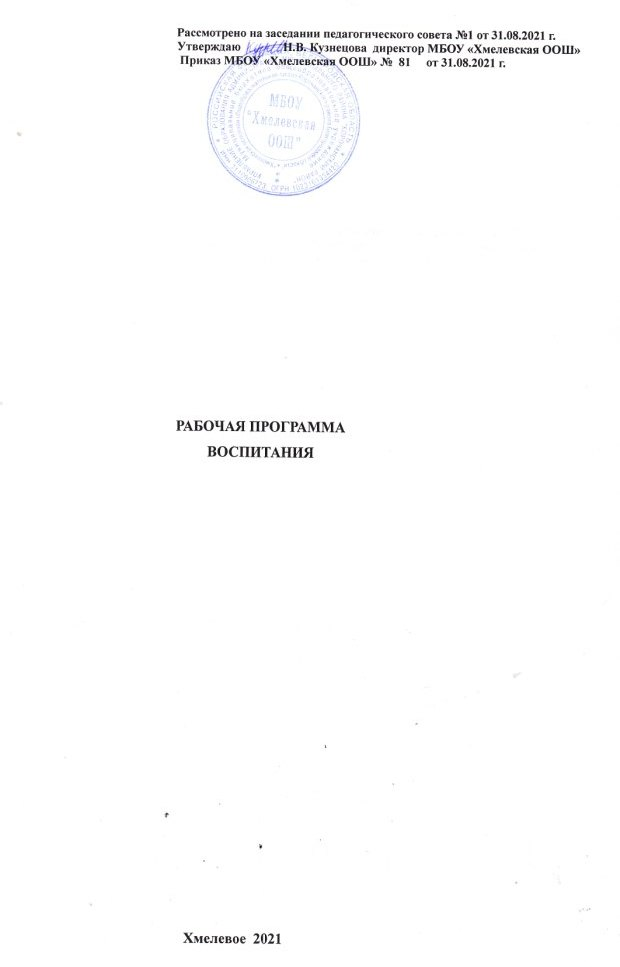 Рассмотрено на заседании педагогического совета №1 от 31.08.2021 г.
Утверждаю Н.В. Кузнецова директор МБОУ «Хмелевская ООШ»
Приказ МБОУ «Хмелевская ООШ» № 81 от 31.08.2021 г.
МБОУ
"Хмелевская
ООШ"
РАБОЧАЯ ПРОГРАММА
ВОСПИТАНИЯ
Хмелевое 2021